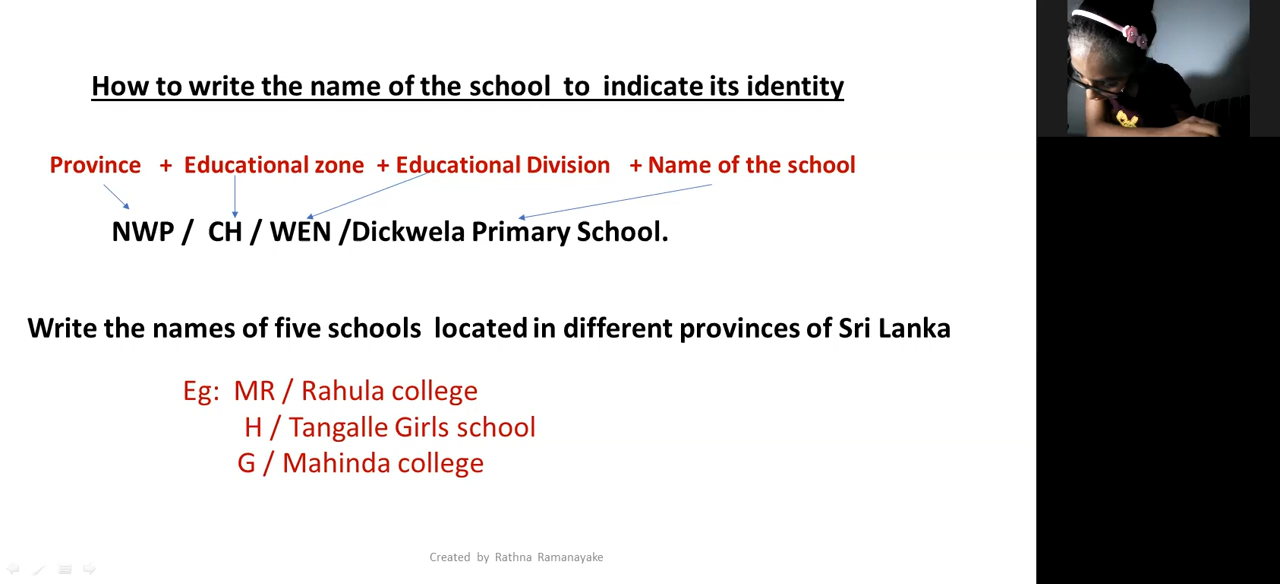 How to write the name of the school to indicate its identity
Province + Educational zone + Educational Division + Name of the school
NWP / CH / WEN /Dickwela Primary School.
Write the names of five schools located in different provinces of Sri Lanka
Eg: MR / Rahula college
H / Tangalle Girls school
G / Mahinda college
Created by Rathna Ramanayake